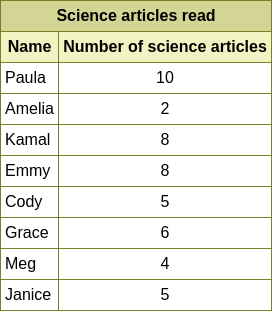 Science articles read
Name Number of science articles
Paula 10
Amelia 2
Kamal 8
Emmy 8
Cody 5
Grace 6
Meg 4
Janice 5